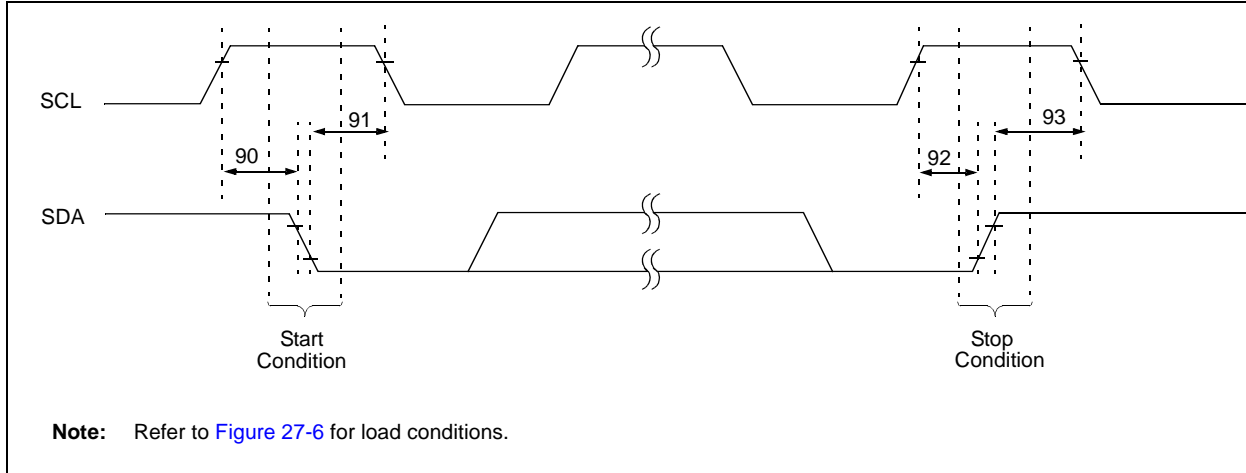 SCL
91
93
90
92
SDA
Start
Condition
Stop
Condition
Note: Refer to Figure 27-6 for load conditions.